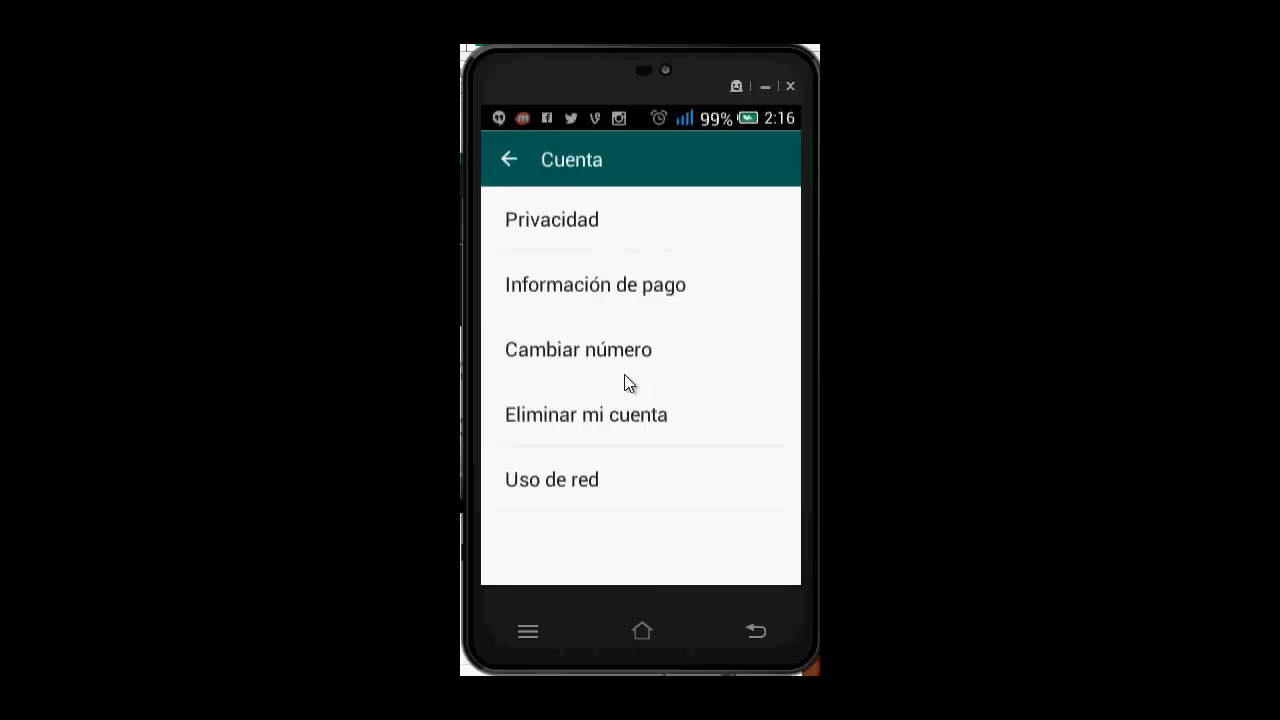 99% 2:16
Cuenta
Privacidad
Información de pago
Cambiar número
Eliminar mi cuenta
Uso de red